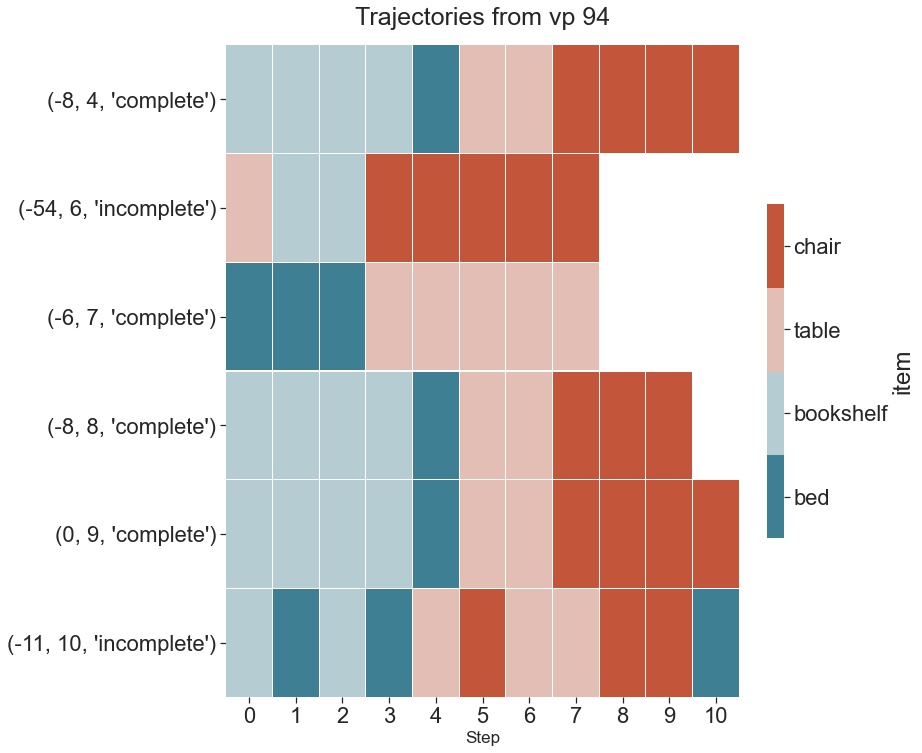 Trajectories from vp 94
(-8, 4, 'complete')
(-54, 6, 'incomplete')
(-6, 7, 'complete')
(-8, 8, 'complete')
(0, 9, 'complete')
(-11, 10, 'incomplete')
0 1 2 3 4 5 6 7 8 9 10
Step
chair
table
bookshelf
bed
item